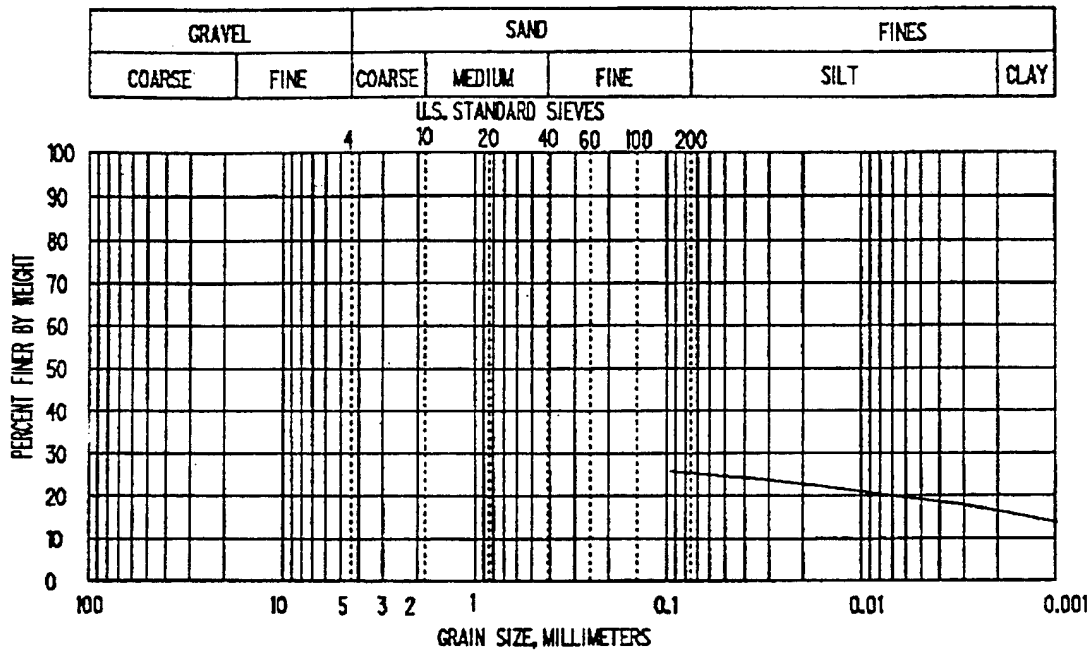 GRAVEL SAND FINES
COARSE FINE COARSE MEDIUM FINE SILT CLAY
U.S. STANDARD SIEVES
4 10 20 40 60 100 200
100
90
80
70
60
50
40
30
20
10
0
PERCENT FINER BY WEIGHT
100 10 5 3 2 1 0.1 0.01 0.001
GRAIN SIZE, MILLIMETERS